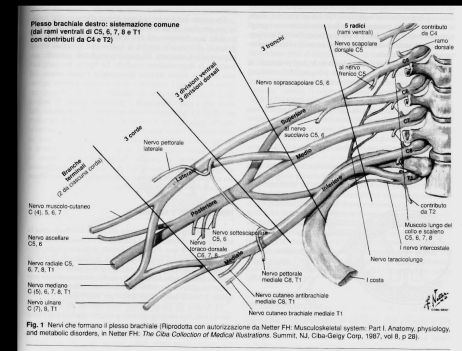 Plesso brachiale destro: sistemazione comune
(dai rami ventrali di C5, 6, 7, 8 e T1
con contributi da C4 e T2)
5 radici
(rami ventrali)
contributo
da C4
ramo
dorsale
3 tronchi
Nervo scapolare
dorsale C5
al nervo
frenico C5
3 divisioni ventrali
3 divisioni dorsali
Nervo soprascapolare C5, 6
3 corde
al nervo
succlavio C5, 6
Nervo pettorale
laterale
Branche
terminali
(2 da ciascuna corda)
Superiore
Medio
Inferiore
Laterale
Posteriore
Mediale
C5
C6
C7
C8
T1
Nervo muscolo-cutaneo
C (4), 5, 6, 7
Nervo ascellare
C5, 6
Nervo radiale C5,
6, 7, 8, T1
Nervo mediano
C (5), 6, 7, 8, T1
Nervo ulnare
C (7), 8, T1
Nervo sottoscapolare
C5, 6
Nervo
toraco-dorsale
C6, 7, 8
Nervo pettorale
mediale C8, T1
Nervo cutaneo antibrachiale
mediale C8, T1
Nervo cutaneo brachiale mediale T1
I costa
contributo
da T2
Muscolo lungo del
collo e scaleno
C5, 6, 7, 8
I nervo intercostale
Nervo toracicolungo
Fig. 1 Nervi che formano il plesso brachiale (Riprodotta con autorizzazione da Netter FH: Musculoskeletal system: Part I. Anatomy, physiology,
and metabolic disorders, in Netter FH: The Ciba Collection of Medical Illustrations. Summit, NJ, Ciba-Geigy Corp, 1987, vol 8, p 28).